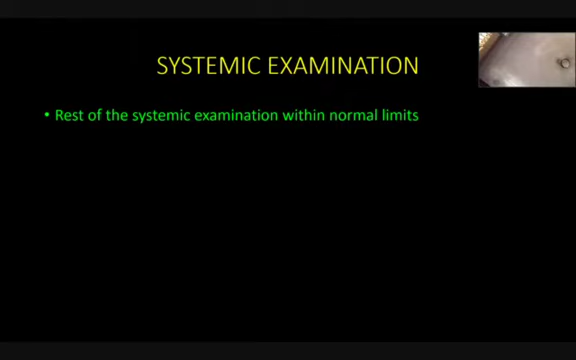 SYSTEMIC EXAMINATION
• Rest of the systemic examination within normal limits